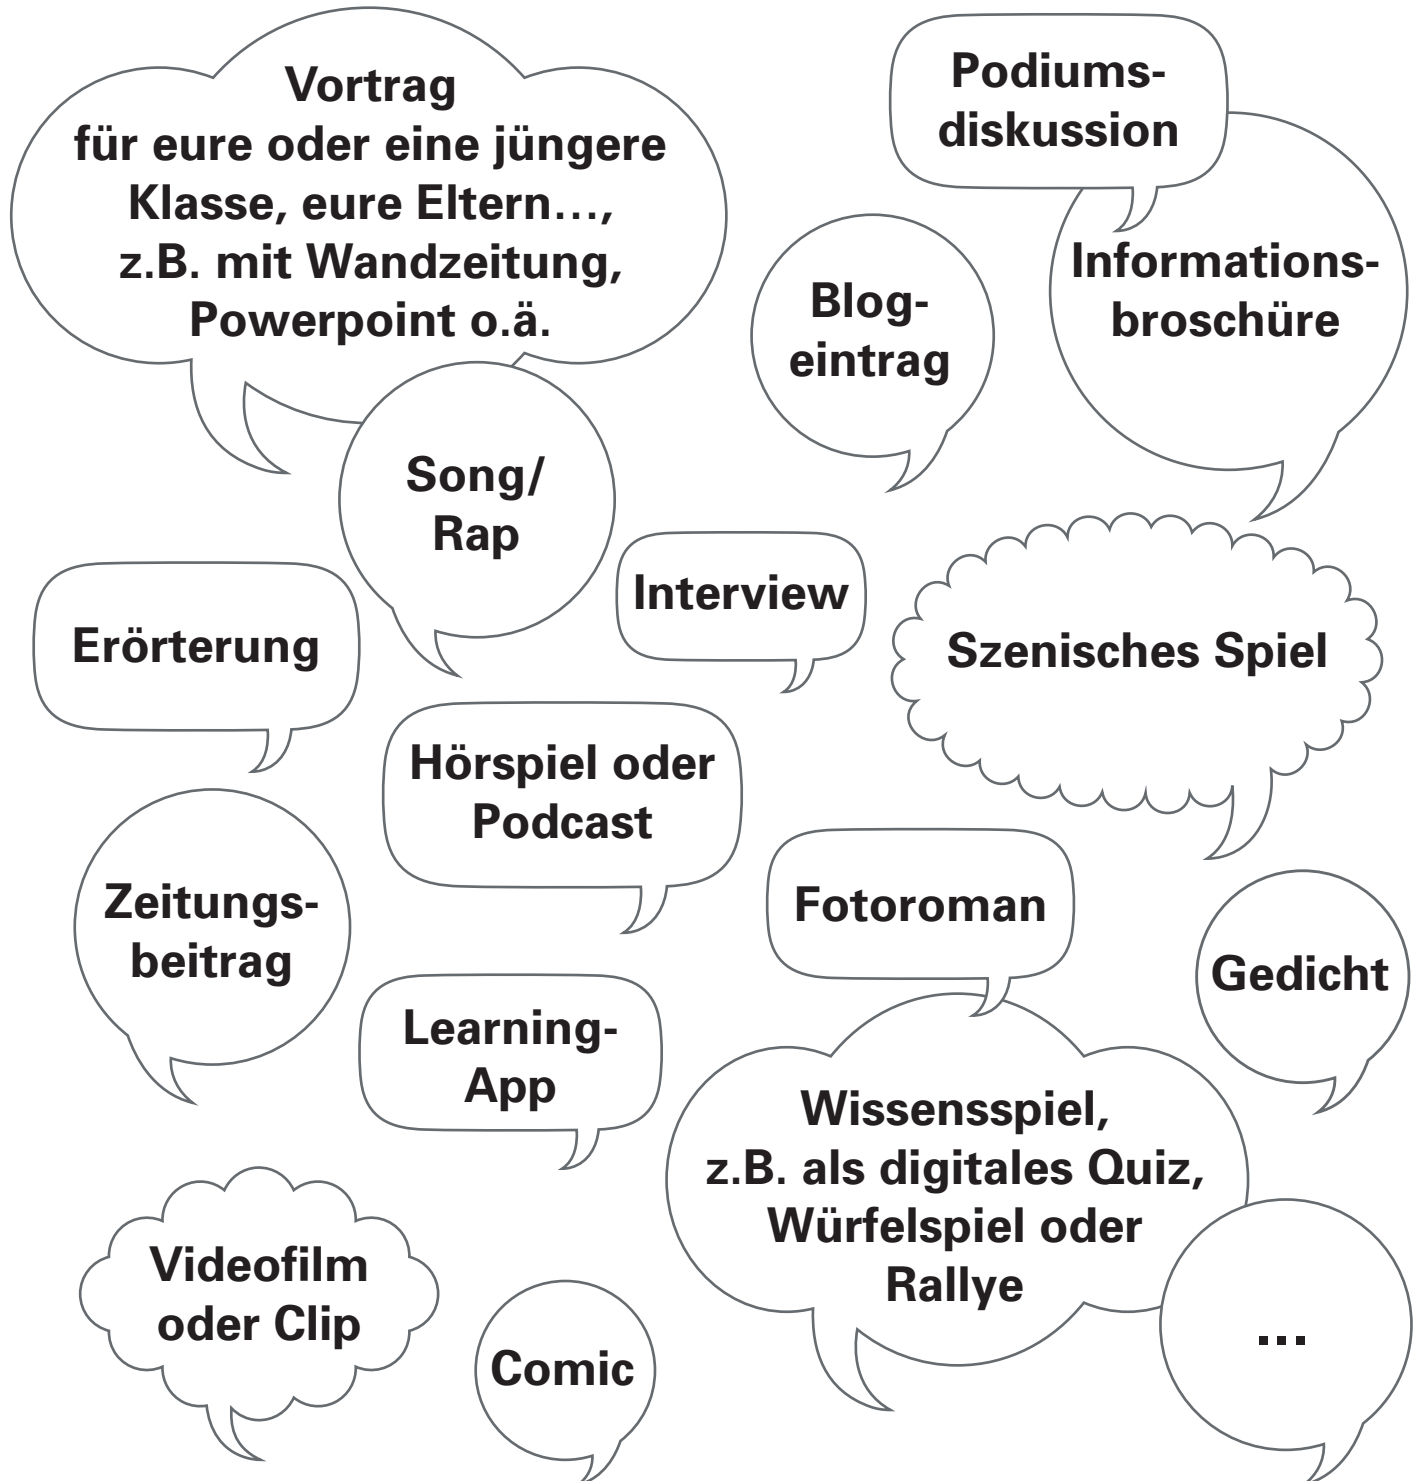 Vortrag
für eure oder eine jüngere
Klasse, eure Eltern...,
z.B. mit Wandzeitung,
Powerpoint o.ä.
Podiums-
diskussion
Informations-
broschüre
Blog-
eintrag
Song/
Rap
Interview
Szenisches Spiel
Erörterung
Hörspiel oder
Podcast
Zeitungs-
beitrag
Fotoroman
Gedicht
Learning-
App
Wissensspiel,
z.B. als digitales Quiz,
Würfelspiel oder
Rallye
Videofilm
oder Clip
Comic
...